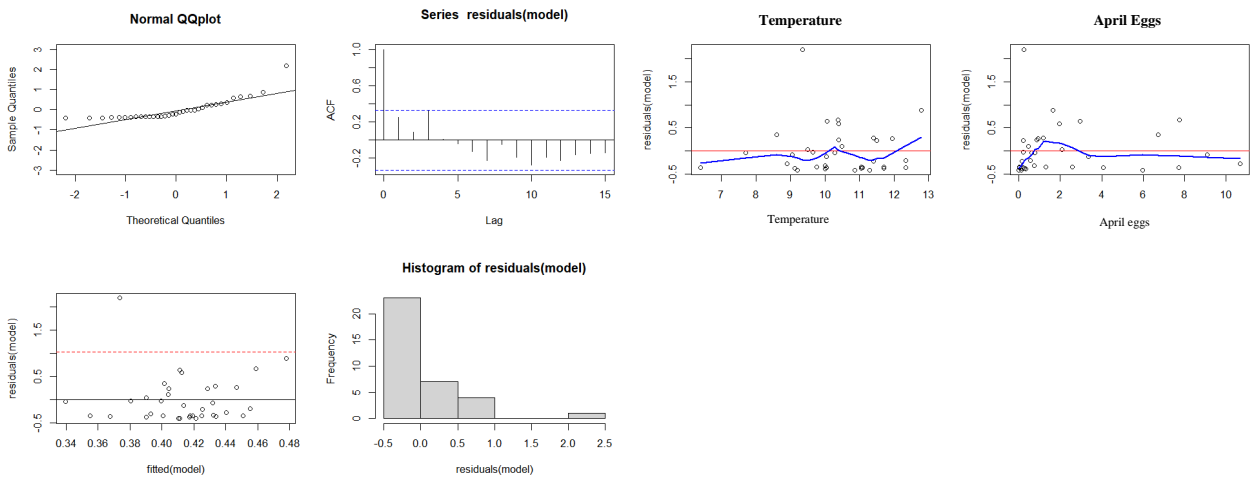 Normal QQplot
Sample Quantiles
3
2
1
0
-1
-2
-3
-2 -1 0 1 2
Theoretical Quantiles
Series residuals(model)
ACF
1.0
0.6
0.2
-0.2
0 5 10 15
Lag
Temperature
residuals(model)
1.5
0.5
-0.5
7 8 9 10 11 12 13
Temperature
April Eggs
residuals(model)
1.5
0.5
-0.5
0 2 4 6 8 10
April eggs
residuals(model)
1.5
0.5
-0.5
0.34 0.36 0.38 0.40 0.42 0.44 0.46 0.48
fitted(model)
Histogram of residuals(model)
Frequency
20
15
10
5
0
-0.5 0.0 0.5 1.0 1.5 2.0 2.5
residuals(model)